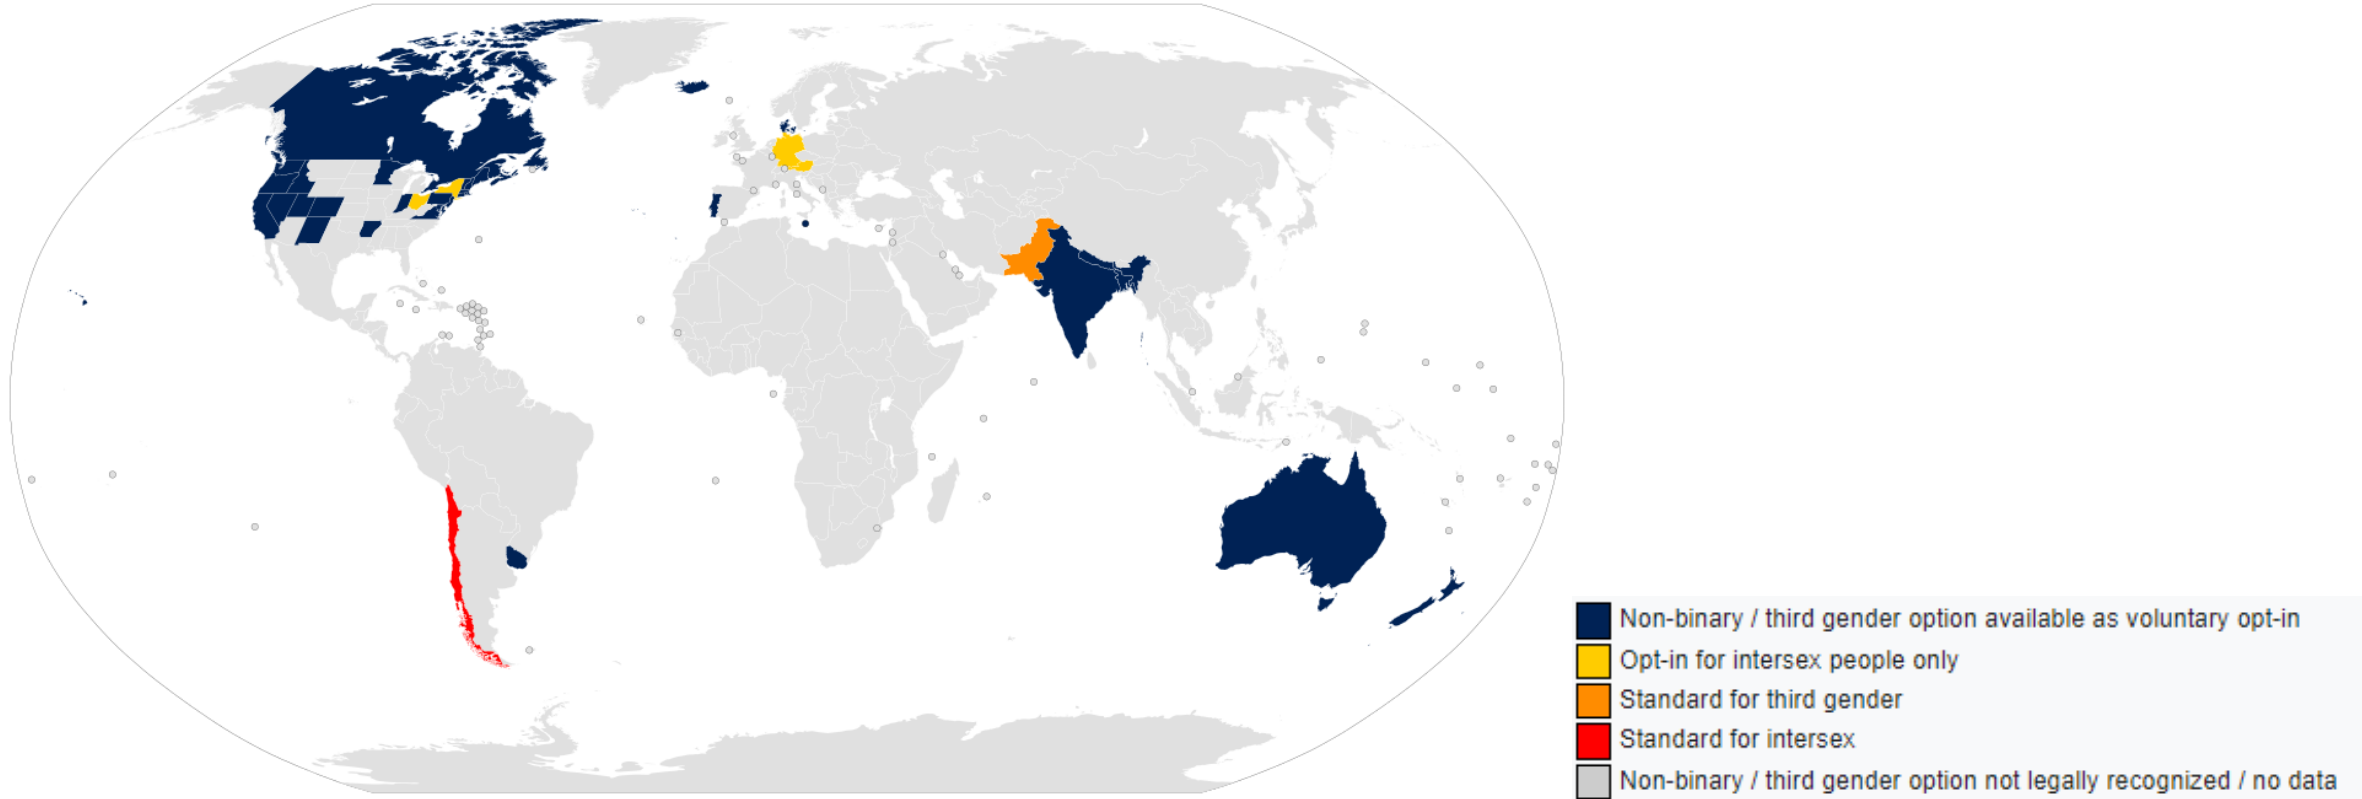 Non-binary / third gender option available as voluntary opt-in
Opt-in for intersex people only
Standard for third gender
Standard for intersex
Non-binary / third gender option not legally recognized / no data